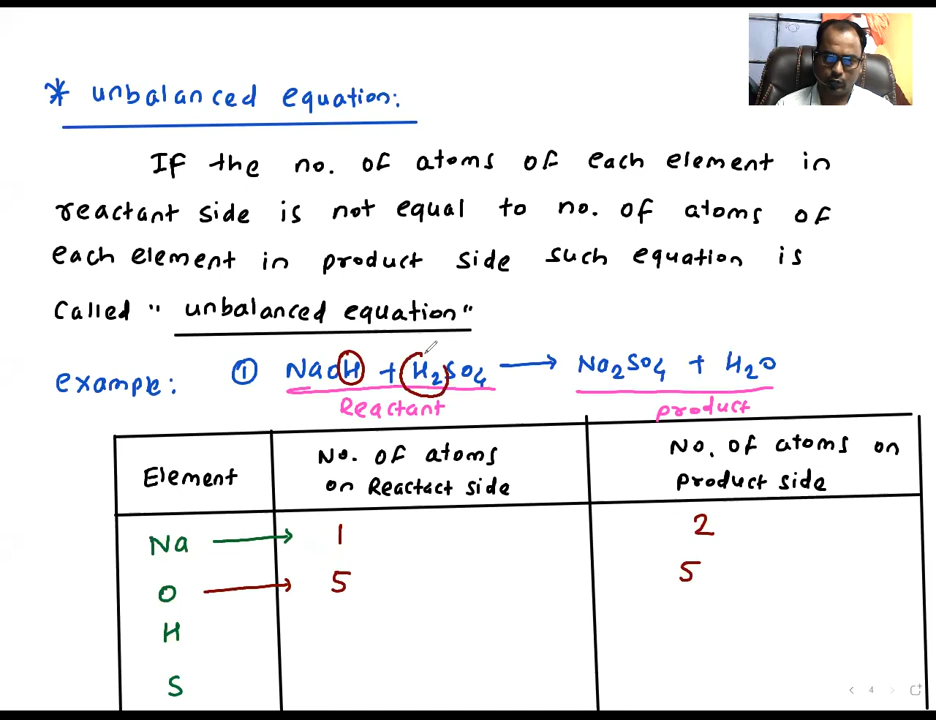 * unbalanced equation:
IF the no. of atoms of each element in
reactant side is not equal to no. of atoms of
each element in product side such equation is
Called " unbalanced equation"
example: ① NaOH + H2SO4 → No2SO4 + H2O
Reactant product
Element No. of atoms on Reactact side No. of atoms on Product side
Na → 1 2
O → 5 5
H
S
4